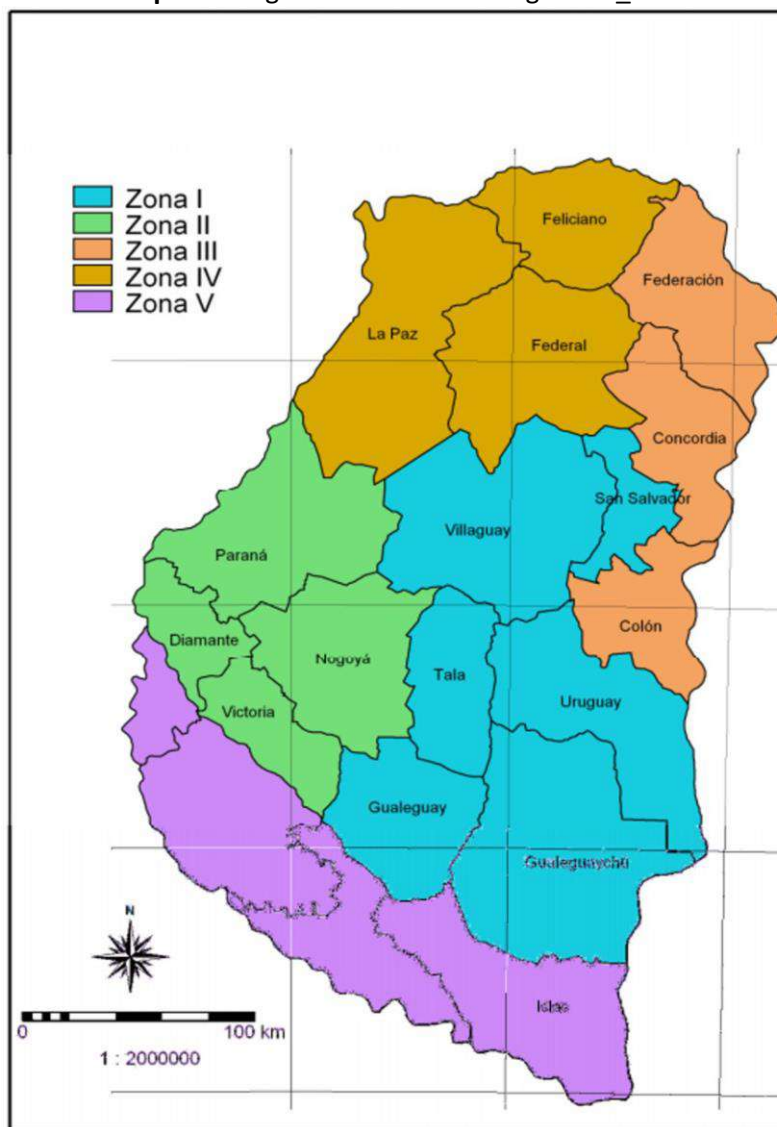 Zona I
Zona II
Zona III
Zona IV
Zona V
Feliciano
Federación
La Paz
Federal
Concordia
San Salvador
Villaguay
Paraná
Colón
Diamante
Nogoyá
Tala
Uruguay
Victoria
Gualeguay
Gualeguaychú
Islas
N
0
100 km
1 : 2000000